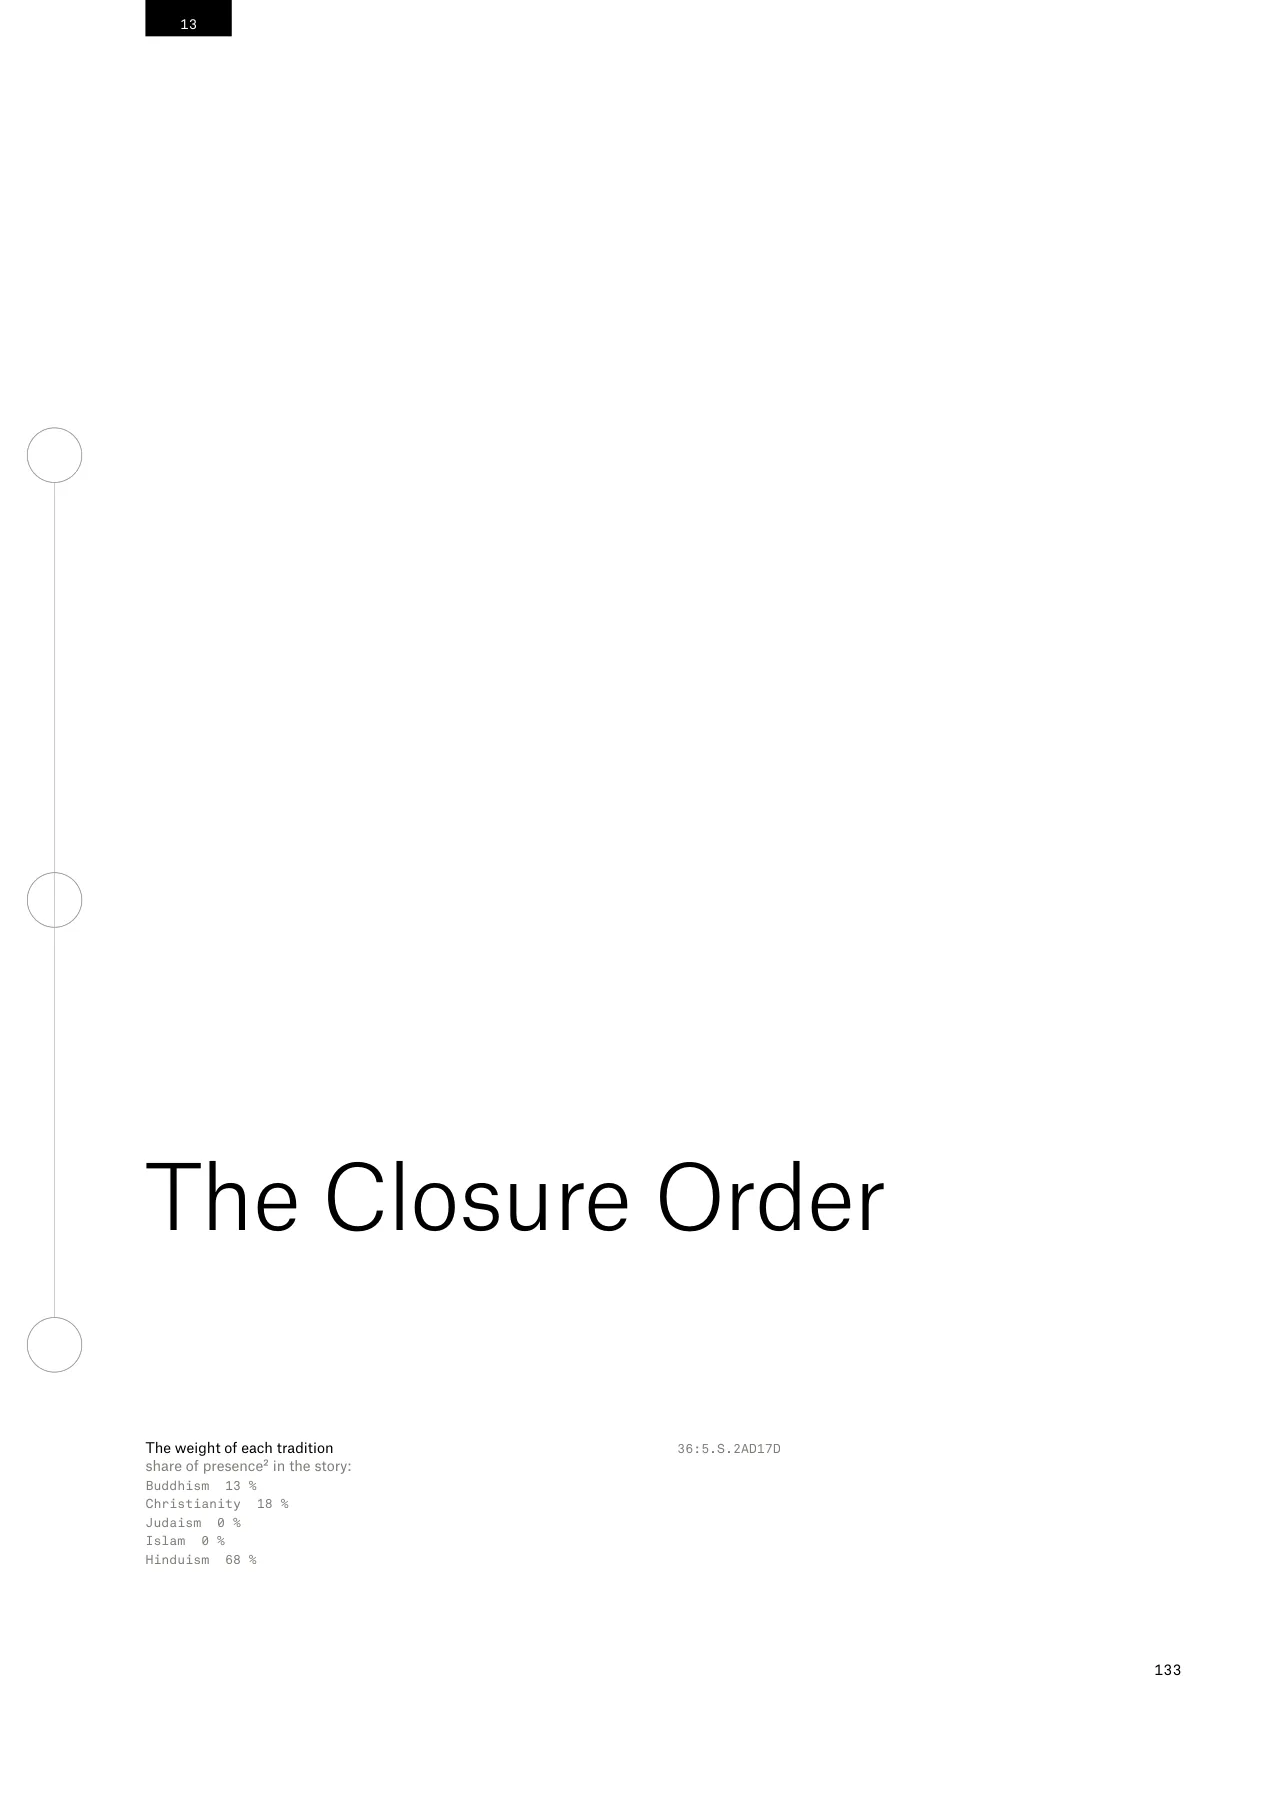 13
The Closure Order
The weight of each tradition
share of presence² in the story:
Buddhism 13 %
Christianity 18 %
Judaism 0 %
Islam 0 %
Hinduism 68 %
36:5.S.2AD17D
133